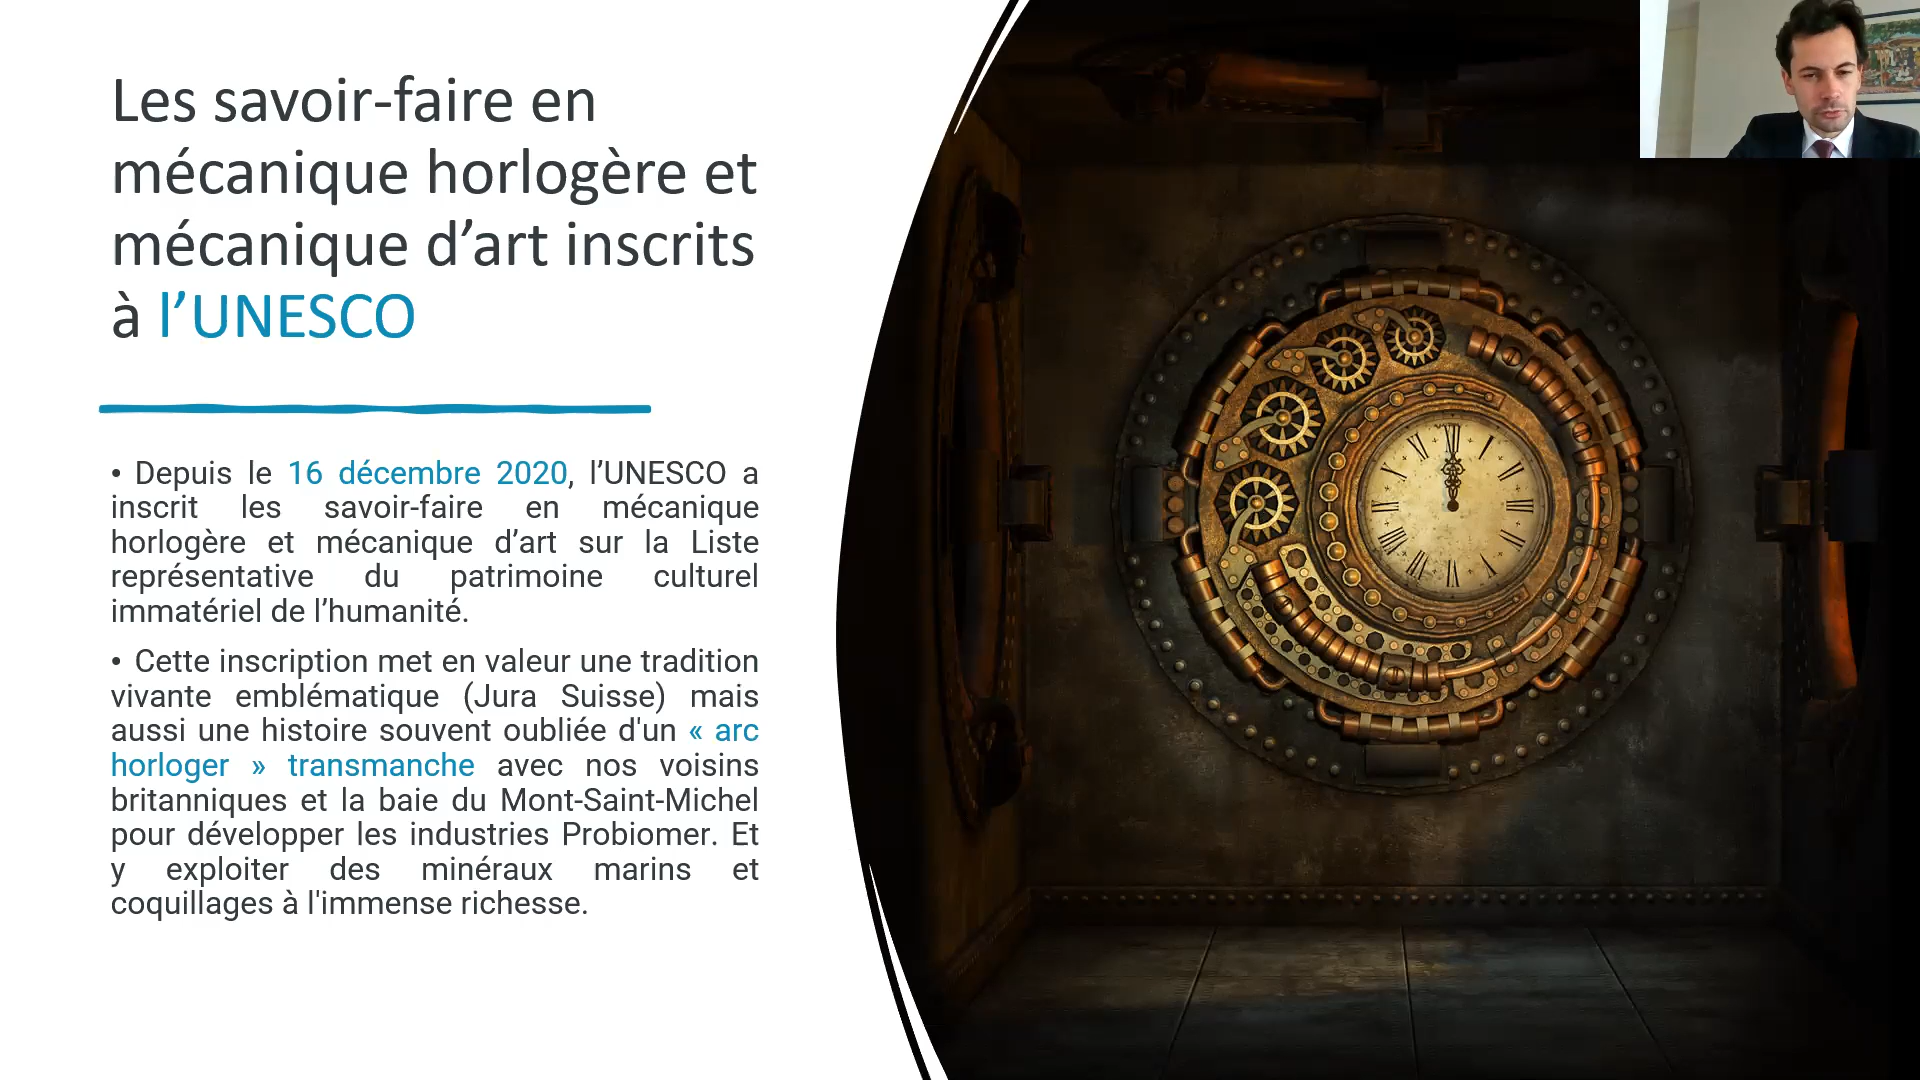 Les savoir-faire en
mécanique horlogère et
mécanique d’art inscrits
à l’UNESCO
• Depuis le 16 décembre 2020, l’UNESCO a
inscrit les savoir-faire en mécanique
horlogère et mécanique d’art sur la Liste
représentative du patrimoine culturel
immatériel de l’humanité.
• Cette inscription met en valeur une tradition
vivante emblématique (Jura Suisse) mais
aussi une histoire souvent oubliée d'un « arc
horloger » transmanche avec nos voisins
britanniques et la baie du Mont-Saint-Michel
pour développer les industries Probiomer. Et
y exploiter des minéraux marins et
coquillages à l'immense richesse.